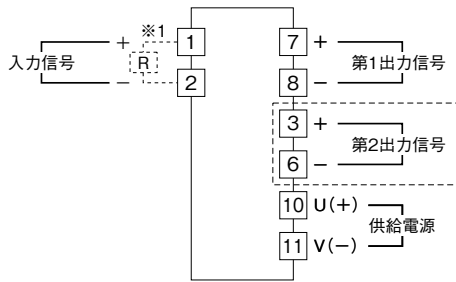 入力信号
+
※1
R
−
1
2
7 +
8 −
第1出力信号
3 +
6 −
第2出力信号
10 U(+)
11 V(−)
供給電源